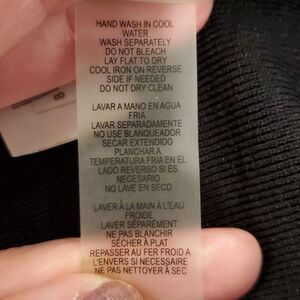 HAND WASH IN COOL
WATER
WASH SEPARATELY
DO NOT BLEACH
LAY FLAT TO DRY
COOL IRON ON REVERSE
SIDE IF NEEDED
DO NOT DRY CLEAN
LAVAR A MANO EN AGUA
FRIA
LAVAR SEPARADAMENTE
NO USE BLANQUEADOR
SECAR EXTENDIDO
PLANCHAR A
TEMPERATURA FRIA EN EL
LADO REVERSO SI ES
NECESARIO
NO LAVE EN SECO
LAVER À LA MAIN À L'EAU
FROIDE
LAVER SÉPARÉMENT
NE PAS BLANCHIR
SÉCHER À PLAT
REPASSER AU FER FROID A
L'ENVERS SI NECESSAIRE
NE PAS NETTOYER À SEC